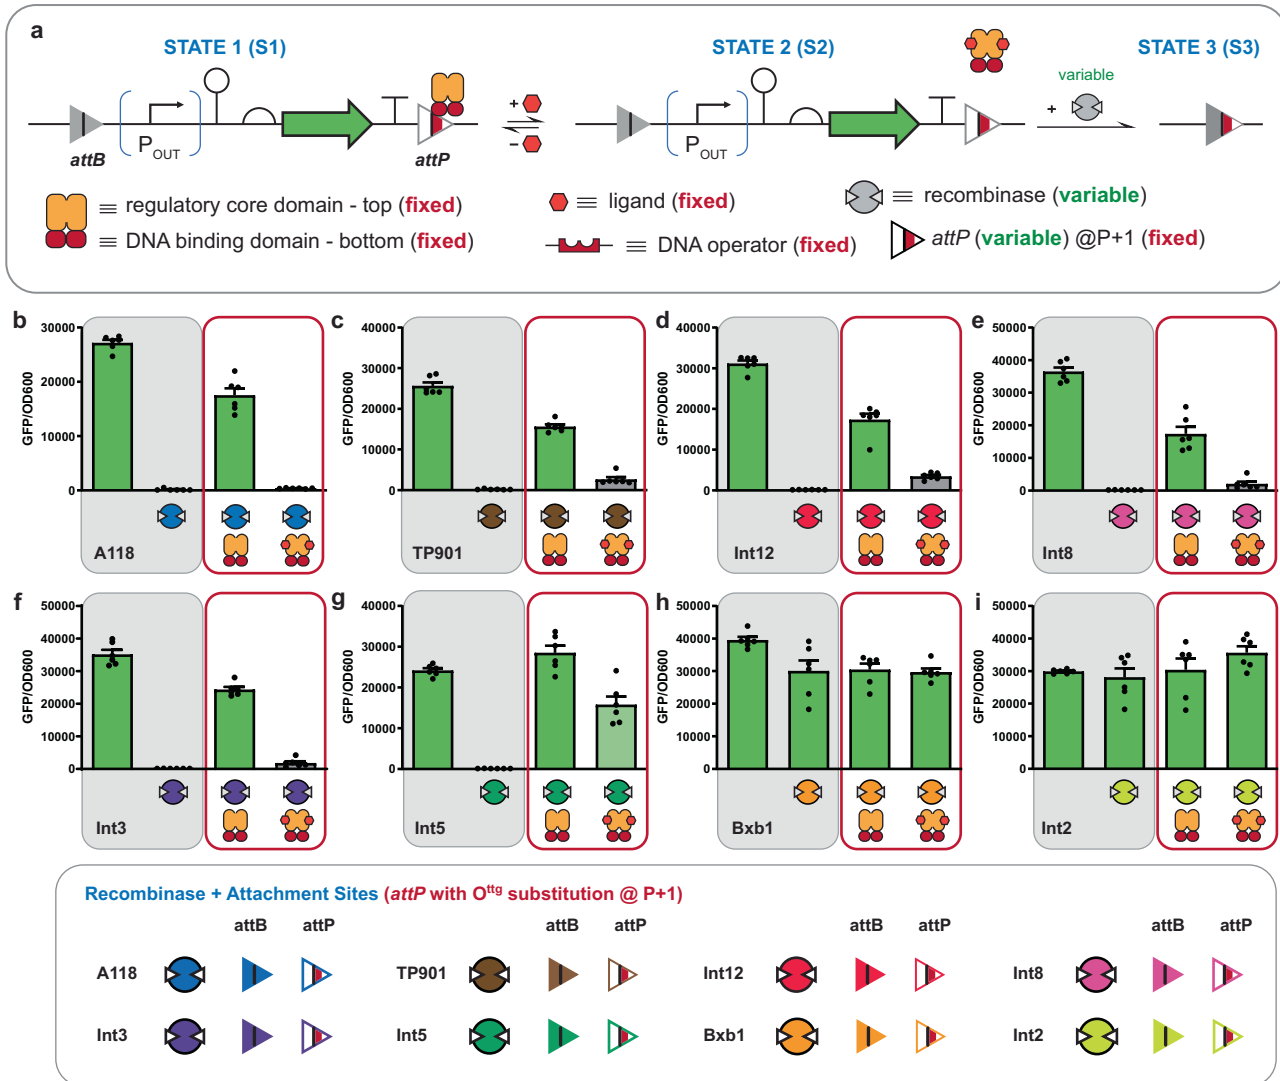 a
STATE 1 (S1)
STATE 2 (S2)
STATE 3 (S3)
variable
+
+
−
attB
P_OUT
attP
P_OUT
≡ regulatory core domain - top (fixed)
≡ DNA binding domain - bottom (fixed)
≡ ligand (fixed)
≡ DNA operator (fixed)
≡ recombinase (variable)
attP (variable) @P+1 (fixed)
b
GFP/OD600
30000
20000
10000
0
A118
c
GFP/OD600
40000
30000
20000
10000
0
TP901
d
GFP/OD600
40000
30000
20000
10000
0
Int12
e
GFP/OD600
50000
40000
30000
20000
10000
0
Int8
f
GFP/OD600
50000
40000
30000
20000
10000
0
Int3
g
GFP/OD600
40000
30000
20000
10000
0
Int5
h
GFP/OD600
50000
40000
30000
20000
10000
0
Bxb1
i
GFP/OD600
50000
40000
30000
20000
10000
0
Int2
Recombinase + Attachment Sites (attP with O^ttg substitution @ P+1)
attB attP attB attP attB attP attB attP
A118 TP901 Int12 Int8
Int3 Int5 Bxb1 Int2